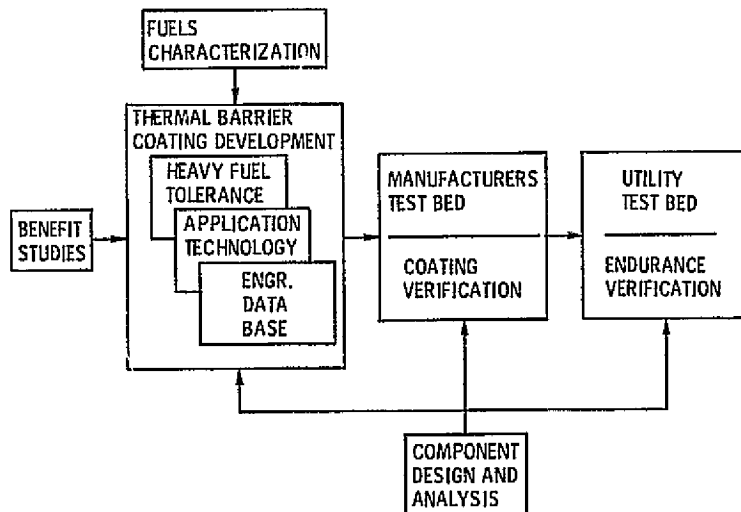 FUELS
CHARACTERIZATION
THERMAL BARRIER
COATING DEVELOPMENT
HEAVY FUEL
TOLERANCE
APPLICATION
TECHNOLOGY
ENGR.
DATA
BASE
BENEFIT
STUDIES
MANUFACTURERS
TEST BED
COATING
VERIFICATION
UTILITY
TEST BED
ENDURANCE
VERIFICATION
COMPONENT
DESIGN AND
ANALYSIS